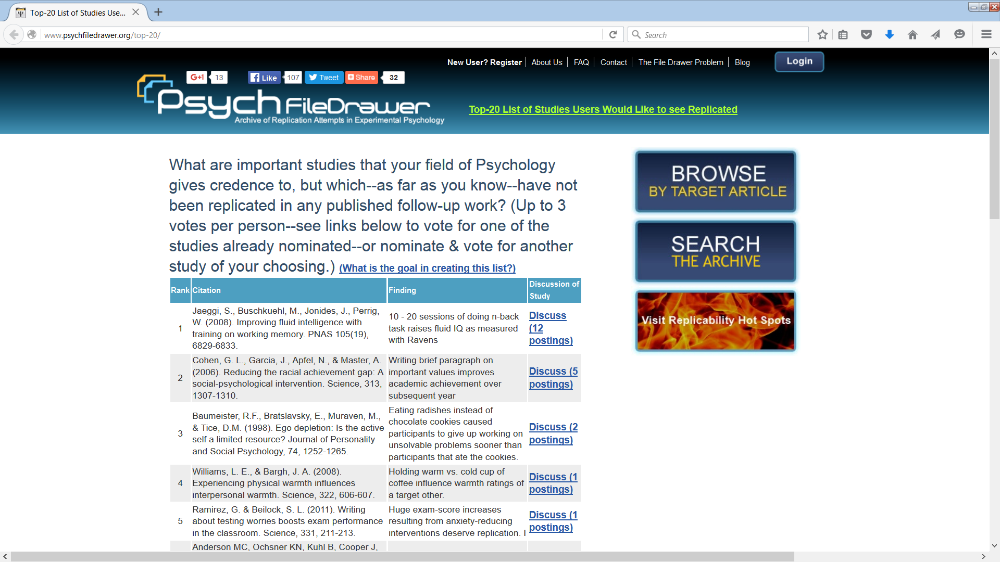 Top-20 List of Studies Use...
www.psychfiledrawer.org/top-20/
Search
New User? Register About Us FAQ Contact The File Drawer Problem Blog
Login
G+1 13 Like 107 Tweet Share 32
Psych FileDrawer
Archive of Replication Attempts in Experimental Psychology
Top-20 List of Studies Users Would Like to see Replicated
What are important studies that your field of Psychology
gives credence to, but which--as far as you know--have not
been replicated in any published follow-up work? (Up to 3
votes per person--see links below to vote for one of the
studies already nominated--or nominate & vote for another
study of your choosing.) (What is the goal in creating this list?)
BROWSE
BY TARGET ARTICLE
SEARCH
THE ARCHIVE
Visit Replicability Hot Spots
Rank Citation Finding Discussion of
Study
1
Jaeggi, S., Buschkuehl, M., Jonides, J., Perrig,
W. (2008). Improving fluid intelligence with
training on working memory. PNAS 105(19),
6829-6833.
10 - 20 sessions of doing n-back
task raises fluid IQ as measured
with Ravens
Discuss
(12
postings)
2
Cohen, G. L., Garcia, J., Apfel, N., & Master, A.
(2006). Reducing the racial achievement gap: A
social-psychological intervention. Science, 313,
1307-1310.
Writing brief paragraph on
important values improves
academic achievement over
subsequent year
Discuss (5
postings)
3
Baumeister, R.F., Bratslavsky, E., Muraven, M.,
& Tice, D.M. (1998). Ego depletion: Is the active
self a limited resource? Journal of Personality
and Social Psychology, 74, 1252-1265.
Eating radishes instead of
chocolate cookies caused
participants to give up working on
unsolvable problems sooner than
participants that ate the cookies.
Discuss (2
postings)
4
Williams, L. E., & Bargh, J. A. (2008).
Experiencing physical warmth influences
interpersonal warmth. Science, 322, 606-607.
Holding warm vs. cold cup of
coffee influence warmth ratings of
a target other.
Discuss (1
postings)
5
Ramirez, G. & Beilock, S. L. (2011). Writing
about testing worries boosts exam performance
in the classroom. Science, 331, 211-213.
Huge exam-score increases
resulting from anxiety-reducing
interventions deserve replication. I
Discuss (1
postings)
Anderson MC, Ochsner KN, Kuhl B, Cooper J,